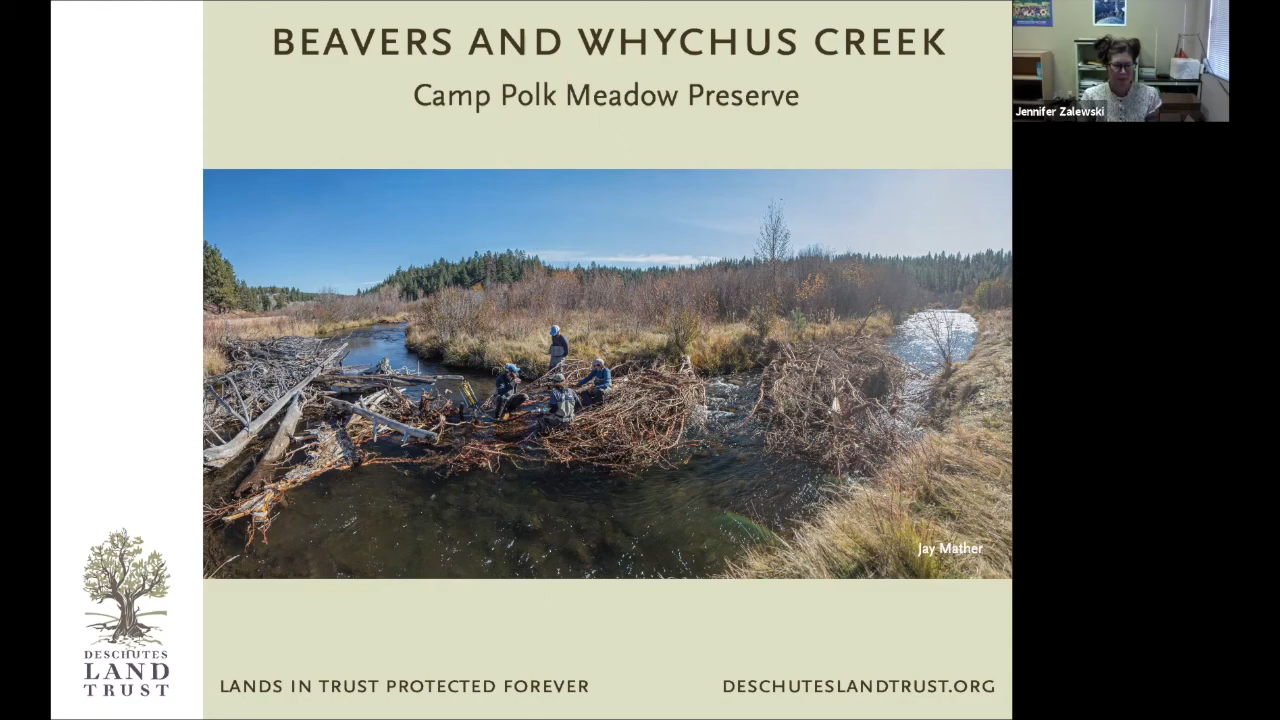 BEAVERS AND WHYCHUS CREEK
Camp Polk Meadow Preserve
Jennifer Zalewski
Jay Mather
DESCHUTES
LAND
TRUST
LANDS IN TRUST PROTECTED FOREVER
DESCHUTESLANDTRUST.ORG